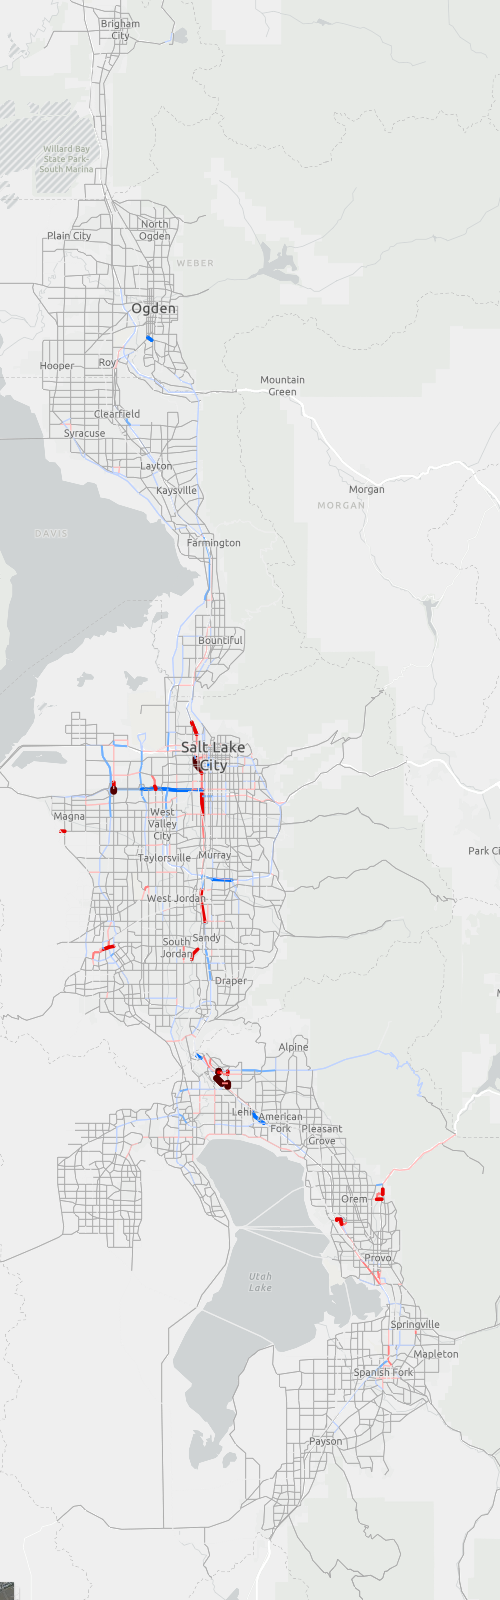 Brigham
City
Willard Bay
State Park-
South Marina
North
Ogden
Plain City
WEBER
Ogden
Hooper
Roy
Mountain
Green
Clearfield
Syracuse
Layton
Kaysville
Morgan
MORGAN
DAVIS
Farmington
Bountiful
Salt Lake
City
Magna
West
Valley
City
Park Ci
Taylorsville
Murray
West Jordan
South
Jordan
Sandy
Draper
Alpine
Lehi
American
Fork
Pleasant
Grove
Orem
Provo
Utah
Lake
Springville
Mapleton
Spanish Fork
Payson